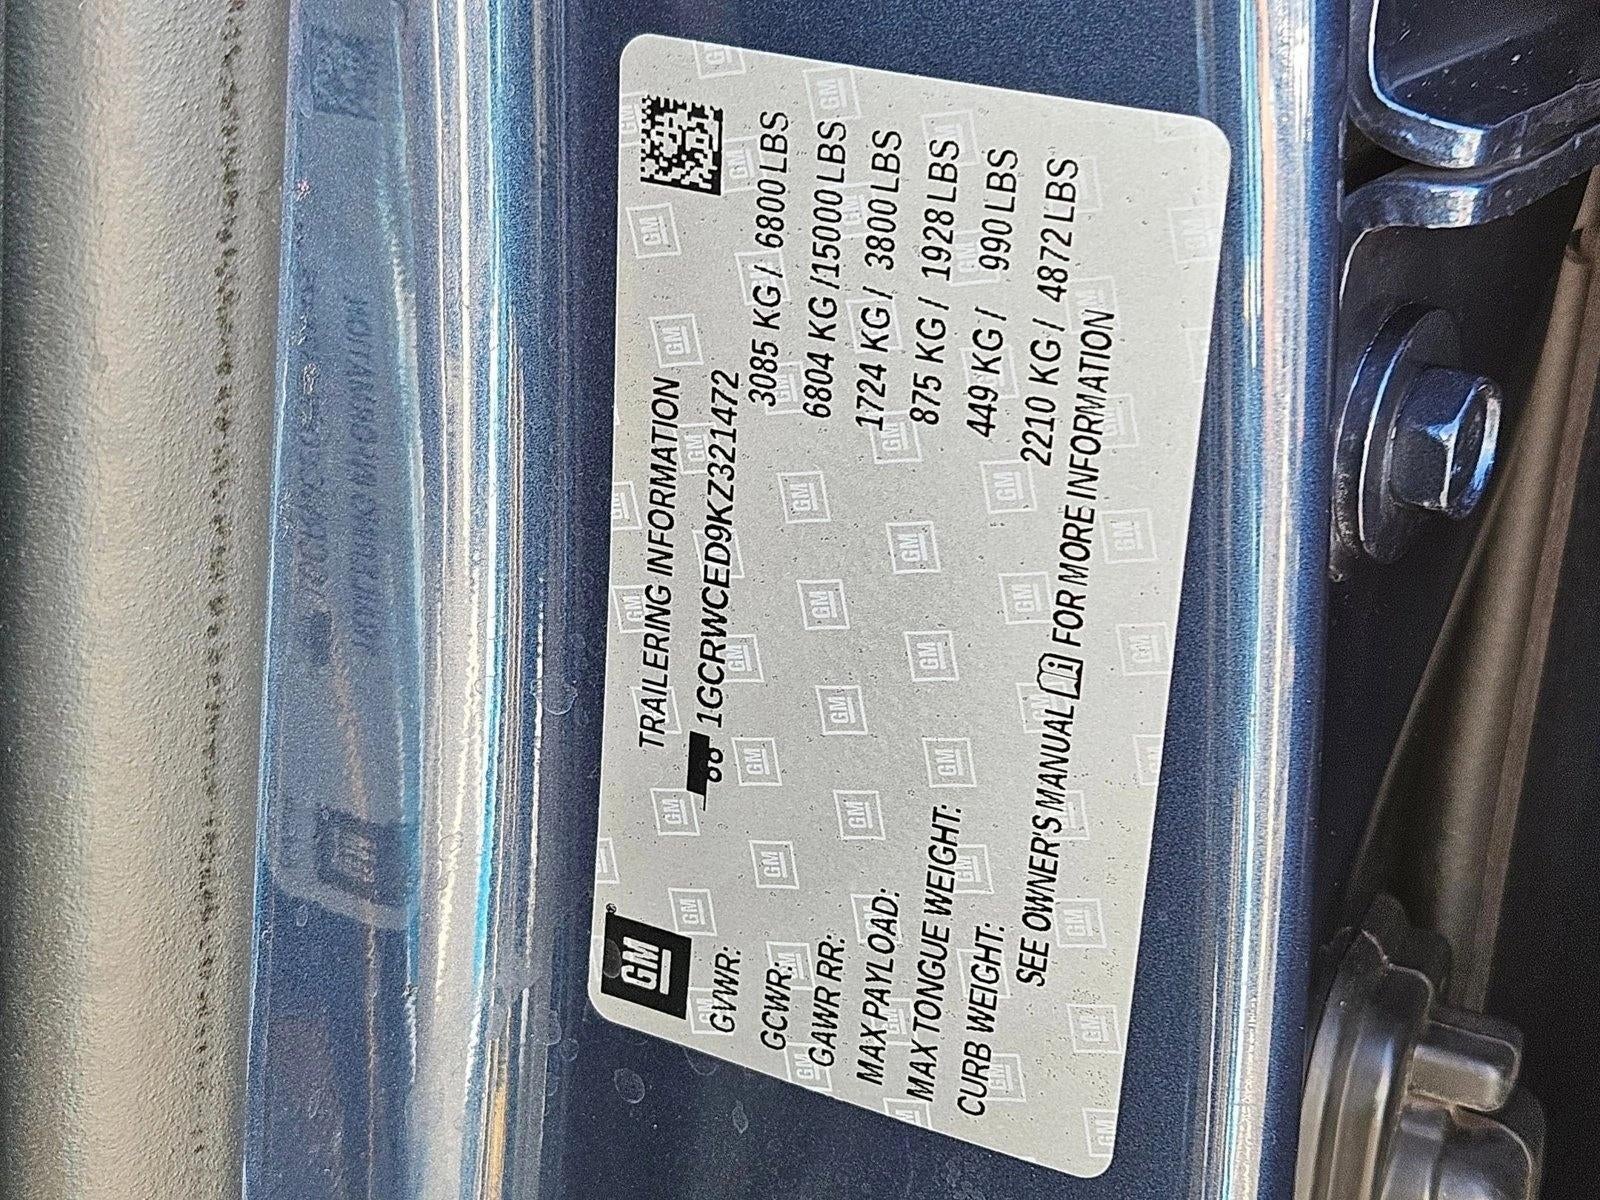 GM®
TRAILERING INFORMATION
1GCRWCED9KZ321472
GVWR: 3085 KG / 6800 LBS
GCWR: 6804 KG / 15000 LBS
GAWR RR: 1724 KG / 3800 LBS
MAX PAYLOAD: 875 KG / 1928 LBS
MAX TONGUE WEIGHT: 449 KG / 990 LBS
CURB WEIGHT: 2210 KG / 4872 LBS
SEE OWNER'S MANUAL FOR MORE INFORMATION